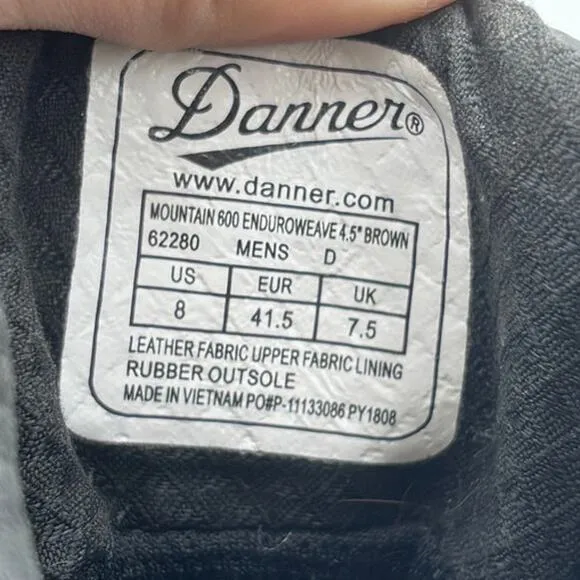 Danner®
www.danner.com
MOUNTAIN 600 ENDUROWEAVE 4.5" BROWN
62280 MENS D
US EUR UK
8 41.5 7.5
LEATHER FABRIC UPPER FABRIC LINING
RUBBER OUTSOLE
MADE IN VIETNAM PO#P-11133086 PY1808